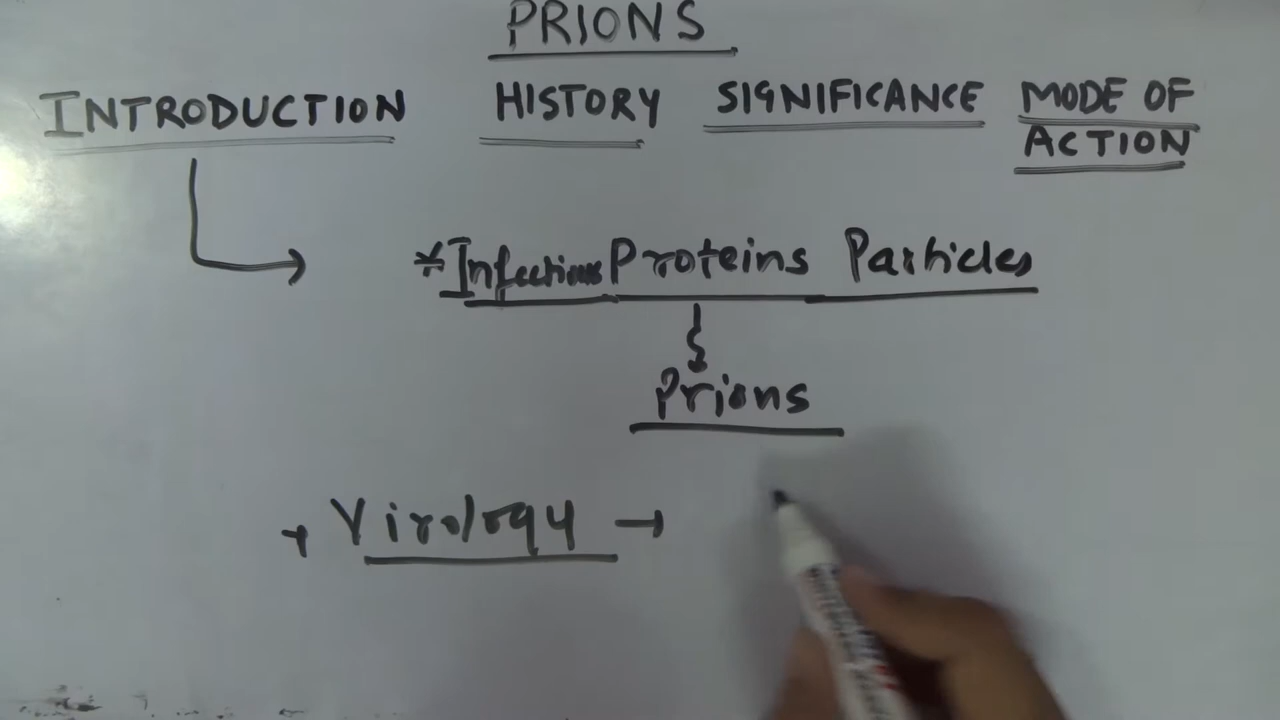 PRIONS
INTRODUCTION HISTORY SIGNIFICANCE MODE OF ACTION
*Infectious Proteins Particles
Prions
+ Virology →